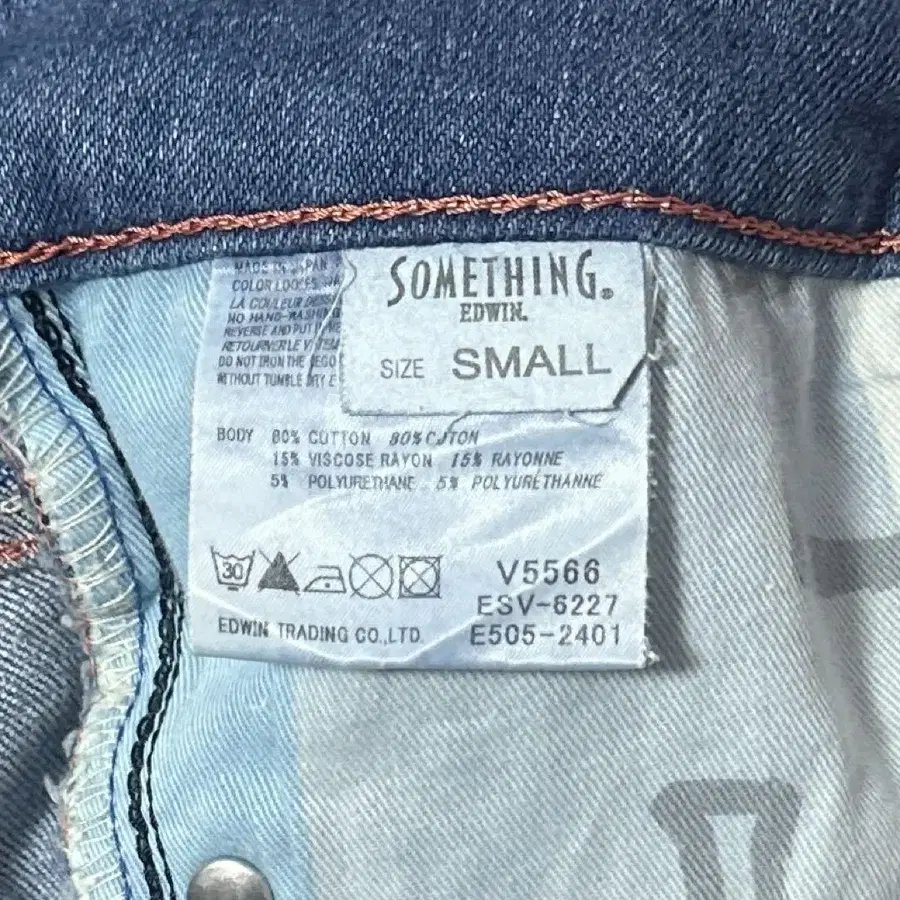 SOMETHING®
EDWIN.
SIZE SMALL
MADE IN JAPAN
COLOR LOOSES
LA COULEUR
NO HAND-WASHING
REVERSE AND PUT
RETOURNER LE
DO NOT IRON THE
WITHOUT TUMBLE DRY
BODY 80% COTTON 80% COTON
15% VISCOSE RAYON 15% RAYONNE
5% POLYURETHANE 5% POLYURÉTHANNE
30
V5566
ESV-6227
EDWIN TRADING CO.,LTD. E505-2401